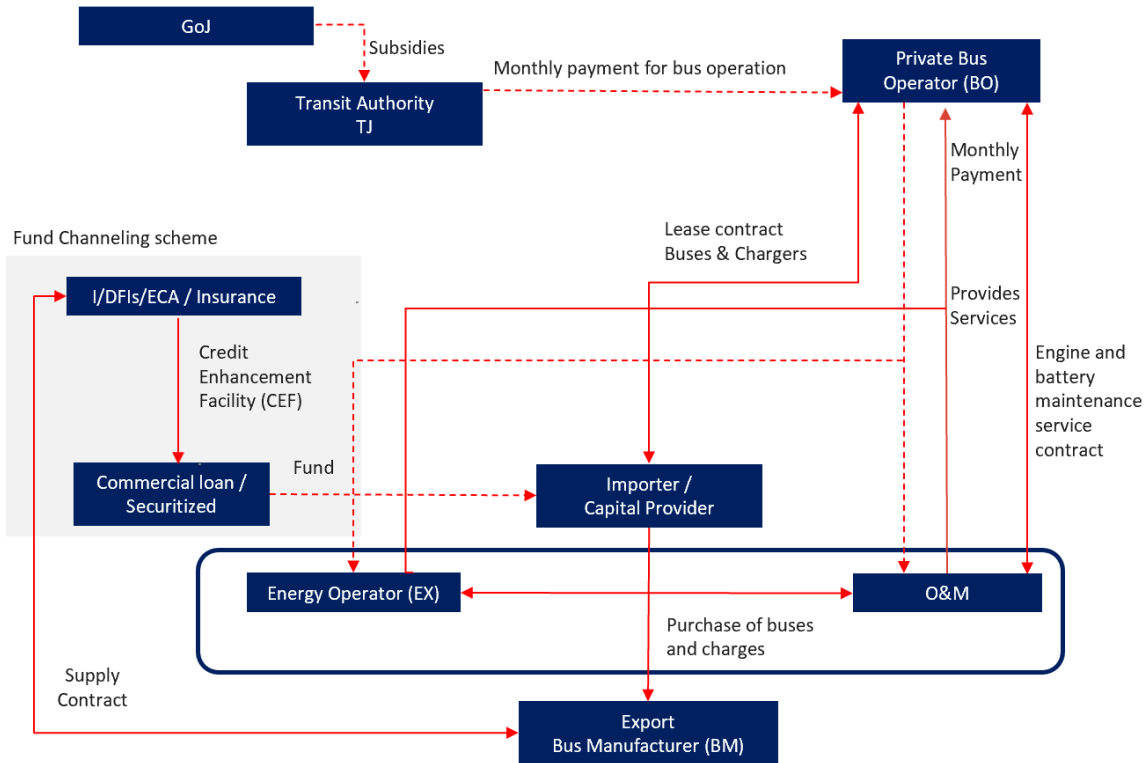 GoJ
Subsidies
Transit Authority
TJ
Monthly payment for bus operation
Private Bus
Operator (BO)
Monthly
Payment
Lease contract
Buses & Chargers
Fund Channeling scheme
I/DFIs/ECA / Insurance
Provides
Services
Credit
Enhancement
Facility (CEF)
Engine and
battery
maintenance
service
contract
Commercial loan /
Securitized
Fund
Importer /
Capital Provider
Energy Operator (EX)
O&M
Purchase of buses
and charges
Supply
Contract
Export
Bus Manufacturer (BM)